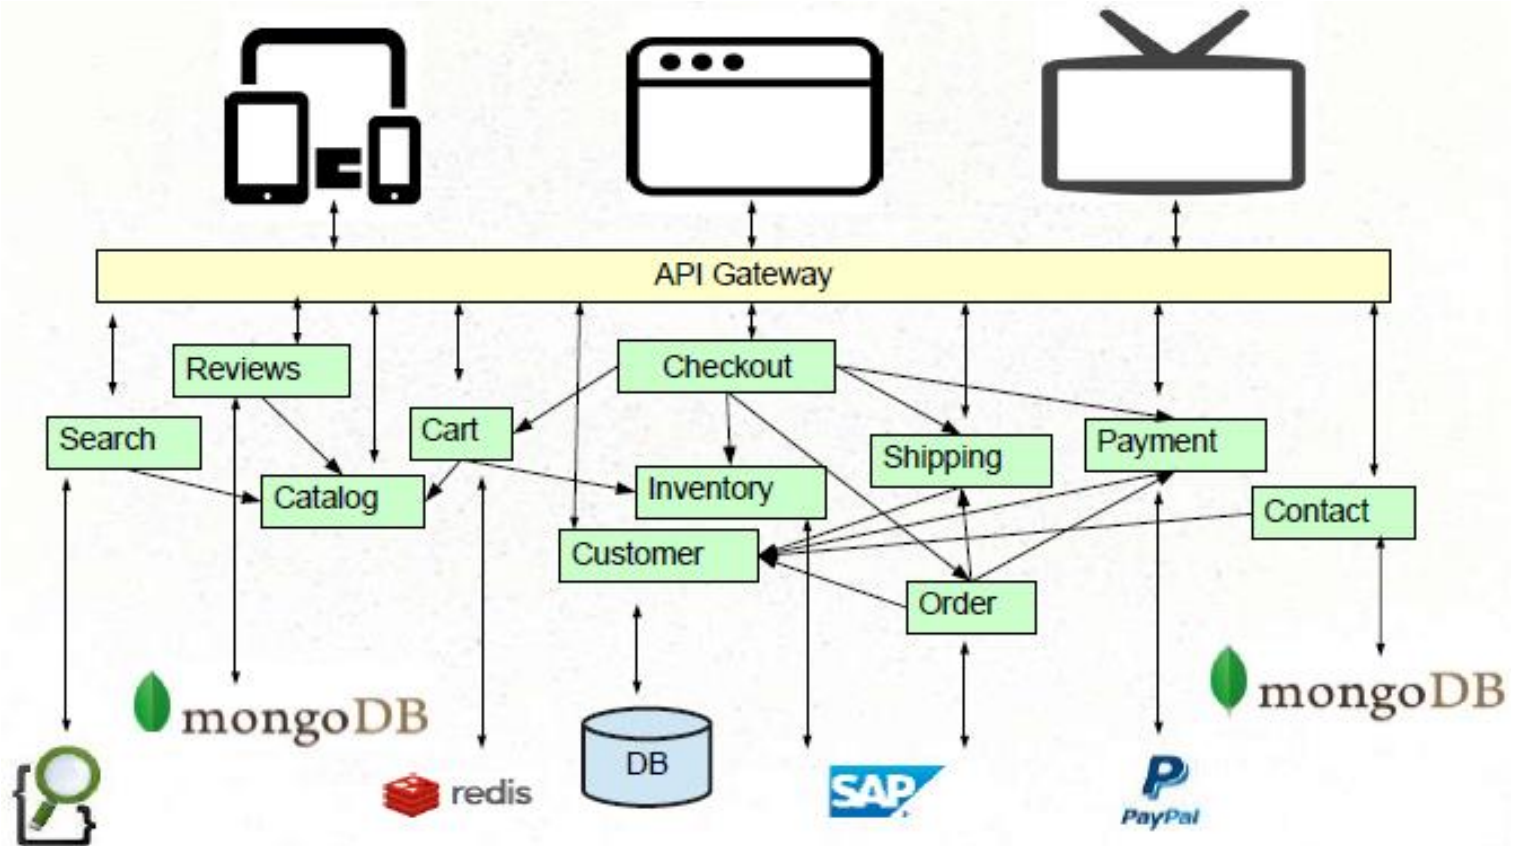 API Gateway
Reviews
Checkout
Search
Cart
Shipping
Payment
Catalog
Inventory
Contact
Customer
Order
mongoDB
mongoDB
DB
redis
SAP
PayPal